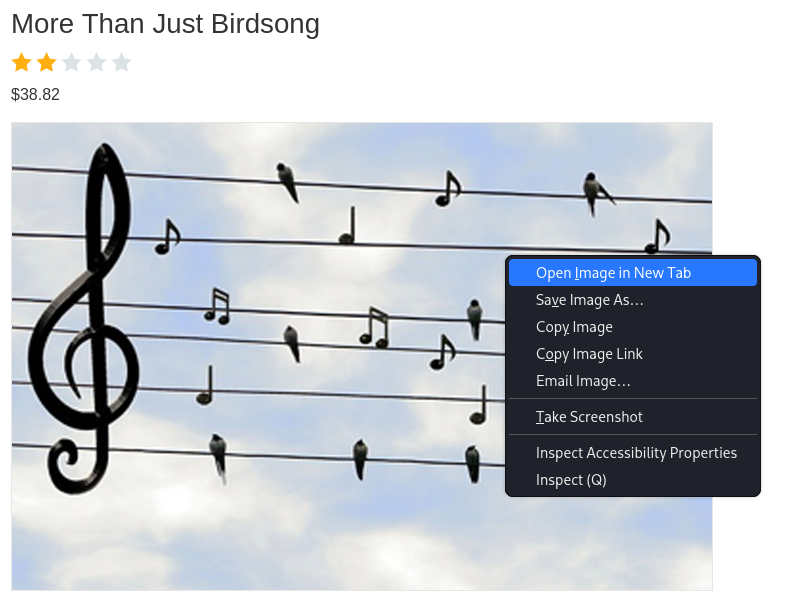 More Than Just Birdsong
$38.82
Open Image in New Tab
Save Image As…
Copy Image
Copy Image Link
Email Image…
Take Screenshot
Inspect Accessibility Properties
Inspect (Q)